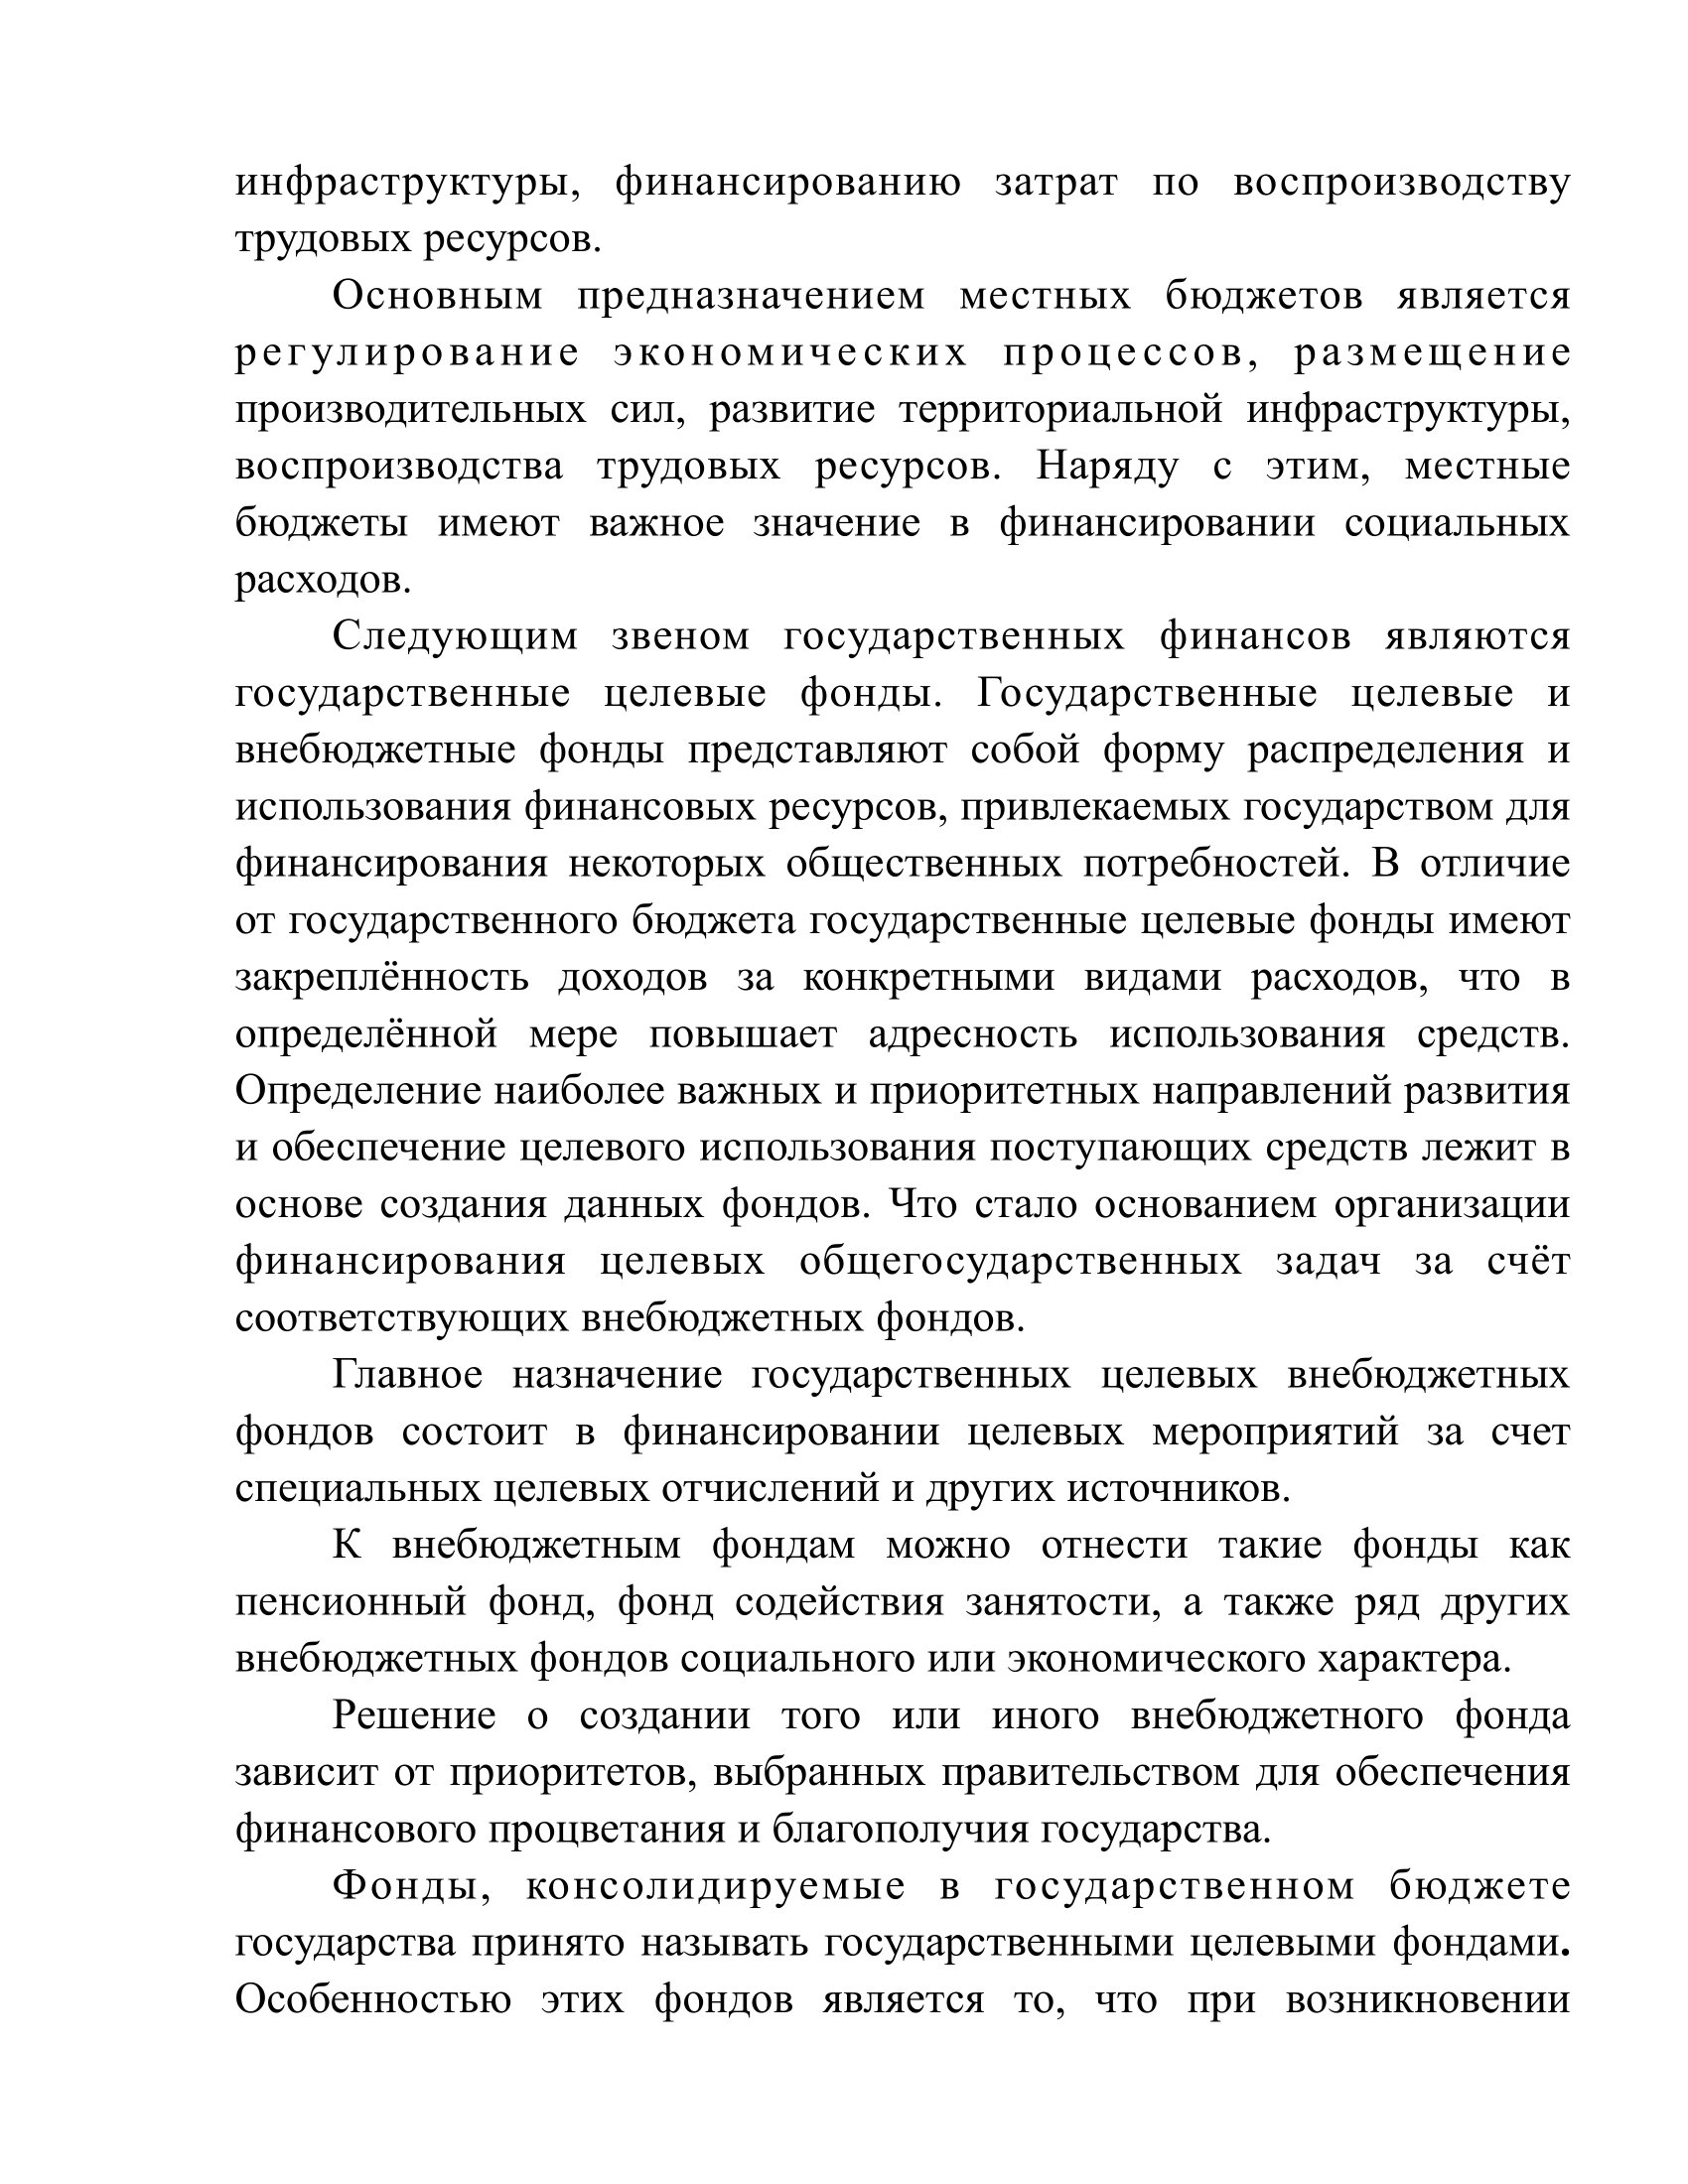 инфраструктуры, финансированию затрат по воспроизводству
трудовых ресурсов.
Основным предназначением местных бюджетов является
регулирование экономических процессов, размещение
производительных сил, развитие территориальной инфраструктуры,
воспроизводства трудовых ресурсов. Наряду с этим, местные
бюджеты имеют важное значение в финансировании социальных
расходов.
Следующим звеном государственных финансов являются
государственные целевые фонды. Государственные целевые и
внебюджетные фонды представляют собой форму распределения и
использования финансовых ресурсов, привлекаемых государством для
финансирования некоторых общественных потребностей. В отличие
от государственного бюджета государственные целевые фонды имеют
закреплённость доходов за конкретными видами расходов, что в
определённой мере повышает адресность использования средств.
Определение наиболее важных и приоритетных направлений развития
и обеспечение целевого использования поступающих средств лежит в
основе создания данных фондов. Что стало основанием организации
финансирования целевых общегосударственных задач за счёт
соответствующих внебюджетных фондов.
Главное назначение государственных целевых внебюджетных
фондов состоит в финансировании целевых мероприятий за счет
специальных целевых отчислений и других источников.
К внебюджетным фондам можно отнести такие фонды как
пенсионный фонд, фонд содействия занятости, а также ряд других
внебюджетных фондов социального или экономического характера.
Решение о создании того или иного внебюджетного фонда
зависит от приоритетов, выбранных правительством для обеспечения
финансового процветания и благополучия государства.
Фонды, консолидируемые в государственном бюджете
государства принято называть государственными целевыми фондами.
Особенностью этих фондов является то, что при возникновении